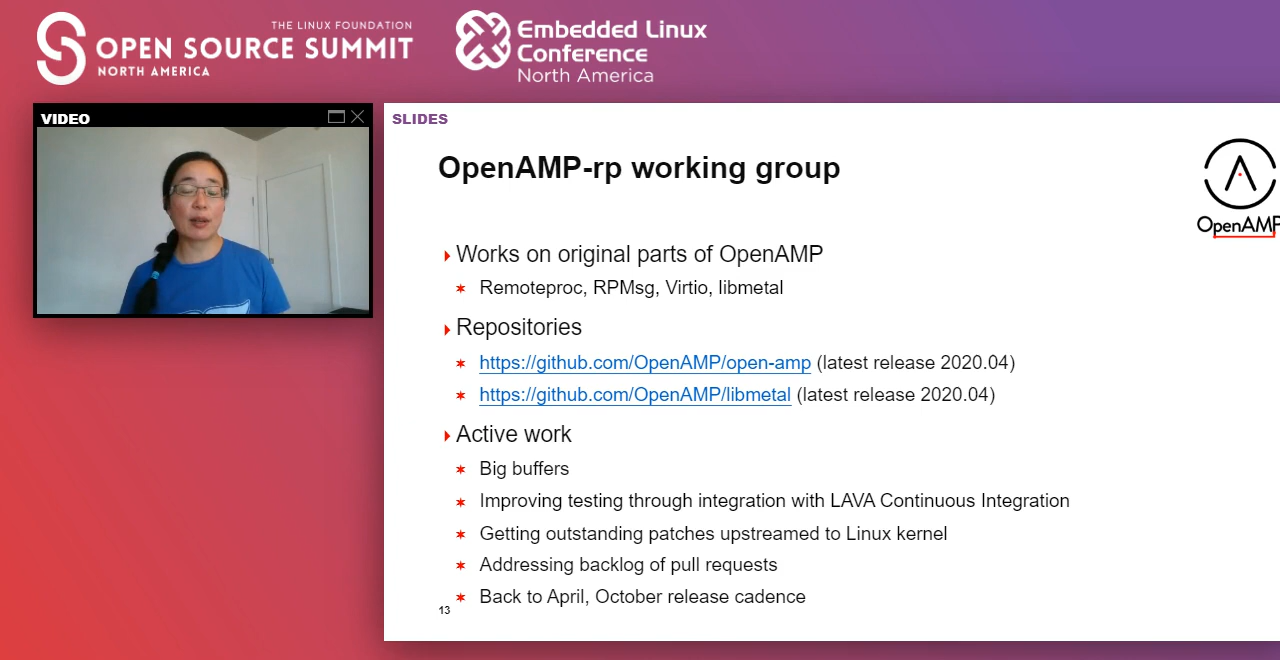 THE LINUX FOUNDATION
OPEN SOURCE SUMMIT
NORTH AMERICA
Embedded Linux
Conference
North America
VIDEO
SLIDES
OpenAMP-rp working group
OpenAMP
Works on original parts of OpenAMP
Remoteproc, RPMsg, Virtio, libmetal
Repositories
https://github.com/OpenAMP/open-amp (latest release 2020.04)
https://github.com/OpenAMP/libmetal (latest release 2020.04)
Active work
Big buffers
Improving testing through integration with LAVA Continuous Integration
Getting outstanding patches upstreamed to Linux kernel
Addressing backlog of pull requests
Back to April, October release cadence
13